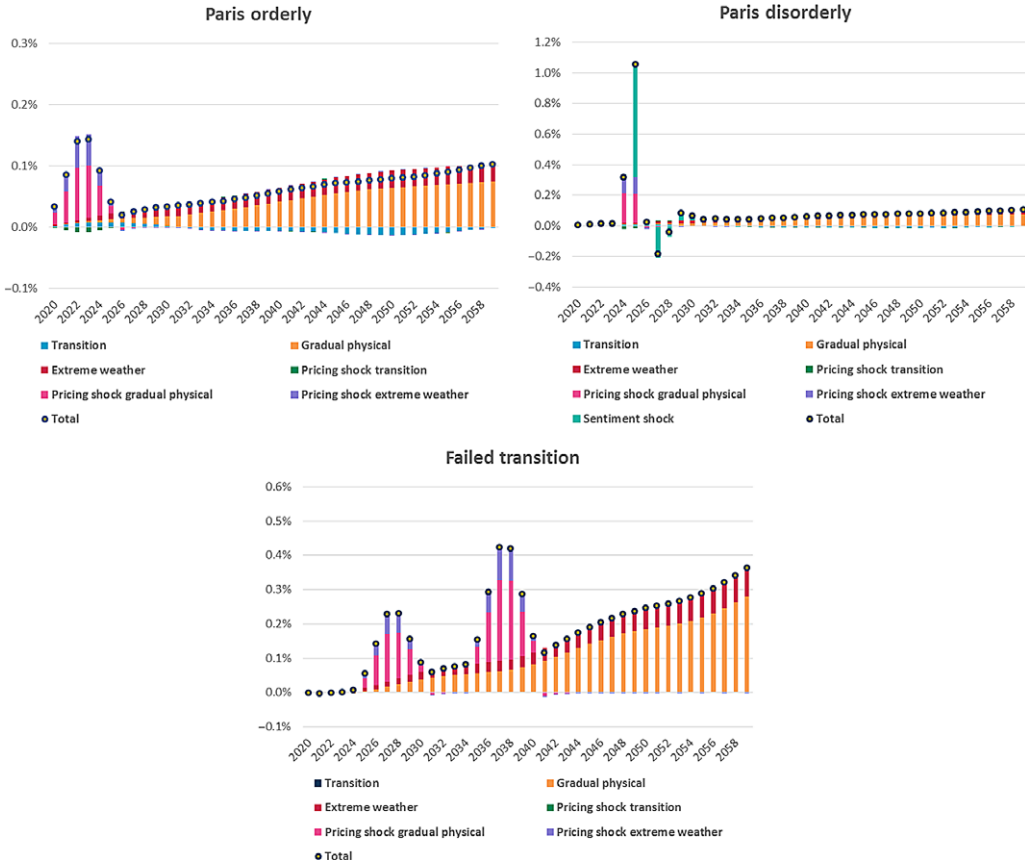 Paris orderly
0.3%
0.2%
0.1%
0.0%
−0.1%
2020 2022 2024 2026 2028 2030 2032 2034 2036 2038 2040 2042 2044 2046 2048 2050 2052 2054 2056 2058
Transition Gradual physical
Extreme weather Pricing shock transition
Pricing shock gradual physical Pricing shock extreme weather
Total
Paris disorderly
1.2%
1.0%
0.8%
0.6%
0.4%
0.2%
0.0%
−0.2%
−0.4%
2020 2022 2024 2026 2028 2030 2032 2034 2036 2038 2040 2042 2044 2046 2048 2050 2052 2054 2056 2058
Transition Gradual physical
Extreme weather Pricing shock transition
Pricing shock gradual physical Pricing shock extreme weather
Sentiment shock Total
Failed transition
0.6%
0.5%
0.4%
0.3%
0.2%
0.1%
0.0%
−0.1%
2020 2022 2024 2026 2028 2030 2032 2034 2036 2038 2040 2042 2044 2046 2048 2050 2052 2054 2056 2058
Transition Gradual physical
Extreme weather Pricing shock transition
Pricing shock gradual physical Pricing shock extreme weather
Total